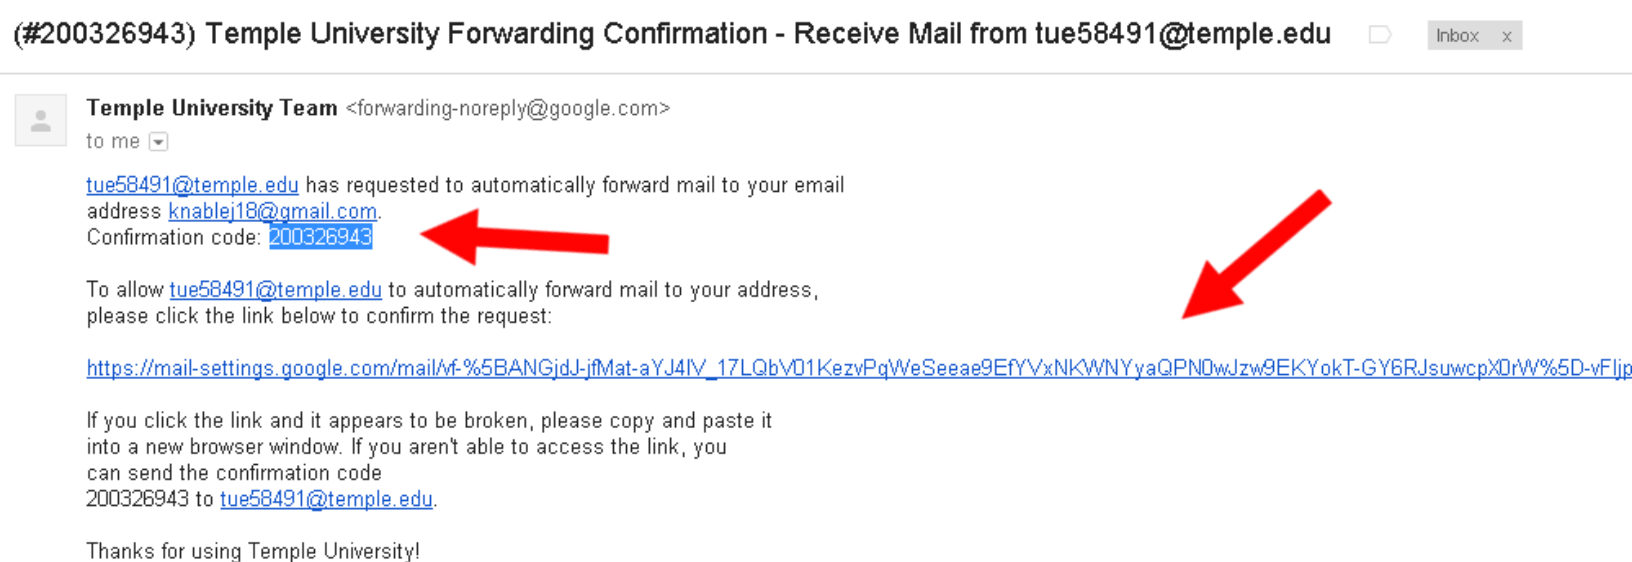 (#200326943) Temple University Forwarding Confirmation - Receive Mail from tue58491@temple.edu Inbox x
Temple University Team <forwarding-noreply@google.com>
to me
tue58491@temple.edu has requested to automatically forward mail to your email
address knablej18@gmail.com.
Confirmation code: 200326943
To allow tue58491@temple.edu to automatically forward mail to your address,
please click the link below to confirm the request:
https://mail-settings.google.com/mail/vf-%5BANGjdJ-jfMat-aYJ4IV_17LQbV01KezvPqWeSeeae9EfYVxNKWNYyaQPN0wJzw9EKYokT-GY6RJsuwcpX0rW%5D-vFljp
If you click the link and it appears to be broken, please copy and paste it
into a new browser window. If you aren't able to access the link, you
can send the confirmation code
200326943 to tue58491@temple.edu.
Thanks for using Temple University!